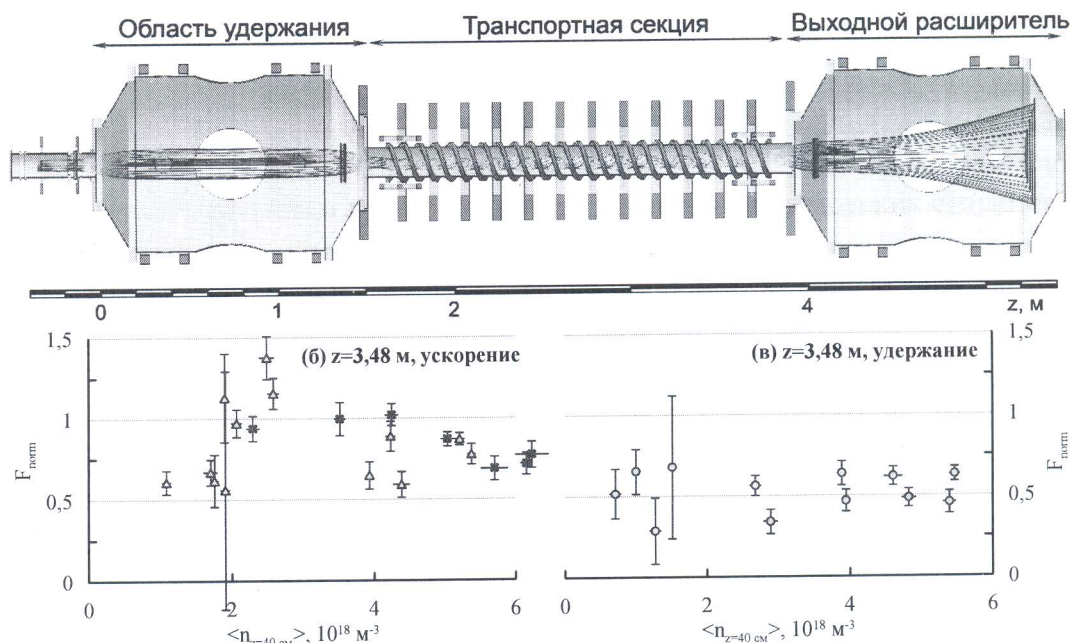 Область удержания Транспортная секция Выходной расширитель
0 1 2 4 z, м
1,5 (б) z=3,48 м, ускорение (в) z=3,48 м, удержание 1,5
1 1
F_norm F_norm
0,5 0,5
0 0
0 2 4 6 0 2 4 6
<n_z=40 см>, 10^18 м^-3 <n_z=40 см>, 10^18 м^-3